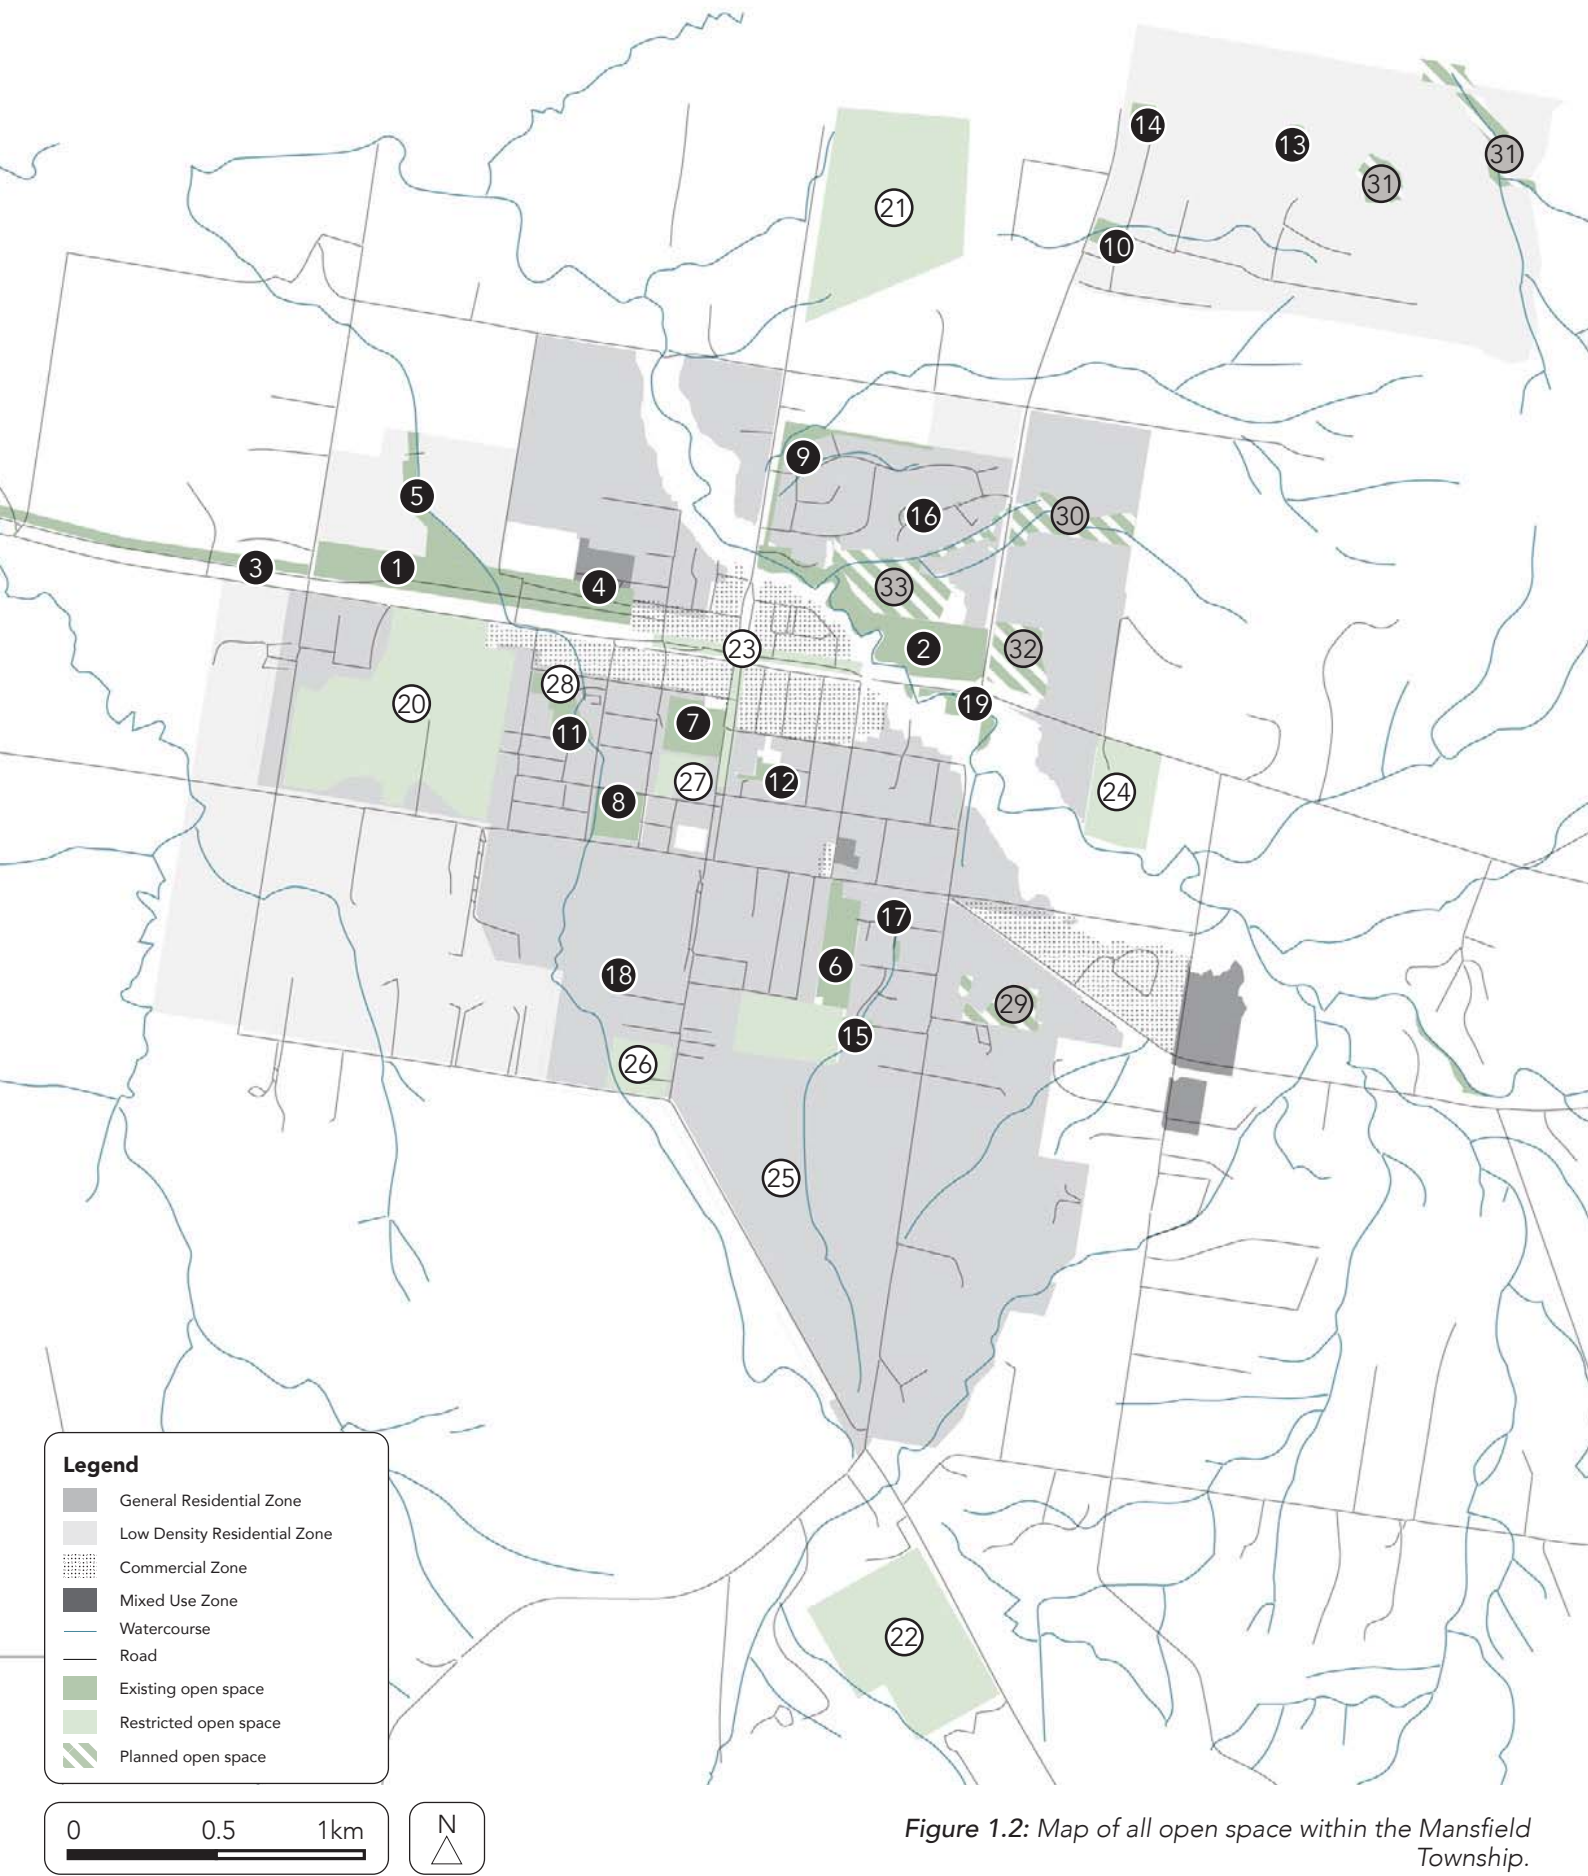 14
13
31
31
21
10
9
5
16
30
3
1
4
33
23
2
32
28
20
19
7
11
27
12
24
8
17
6
18
29
15
26
25
Legend
General Residential Zone
Low Density Residential Zone
Commercial Zone
Mixed Use Zone
Watercourse
Road
Existing open space
Restricted open space
Planned open space
22
0 0.5 1km
N
Figure 1.2: Map of all open space within the Mansfield
Township.